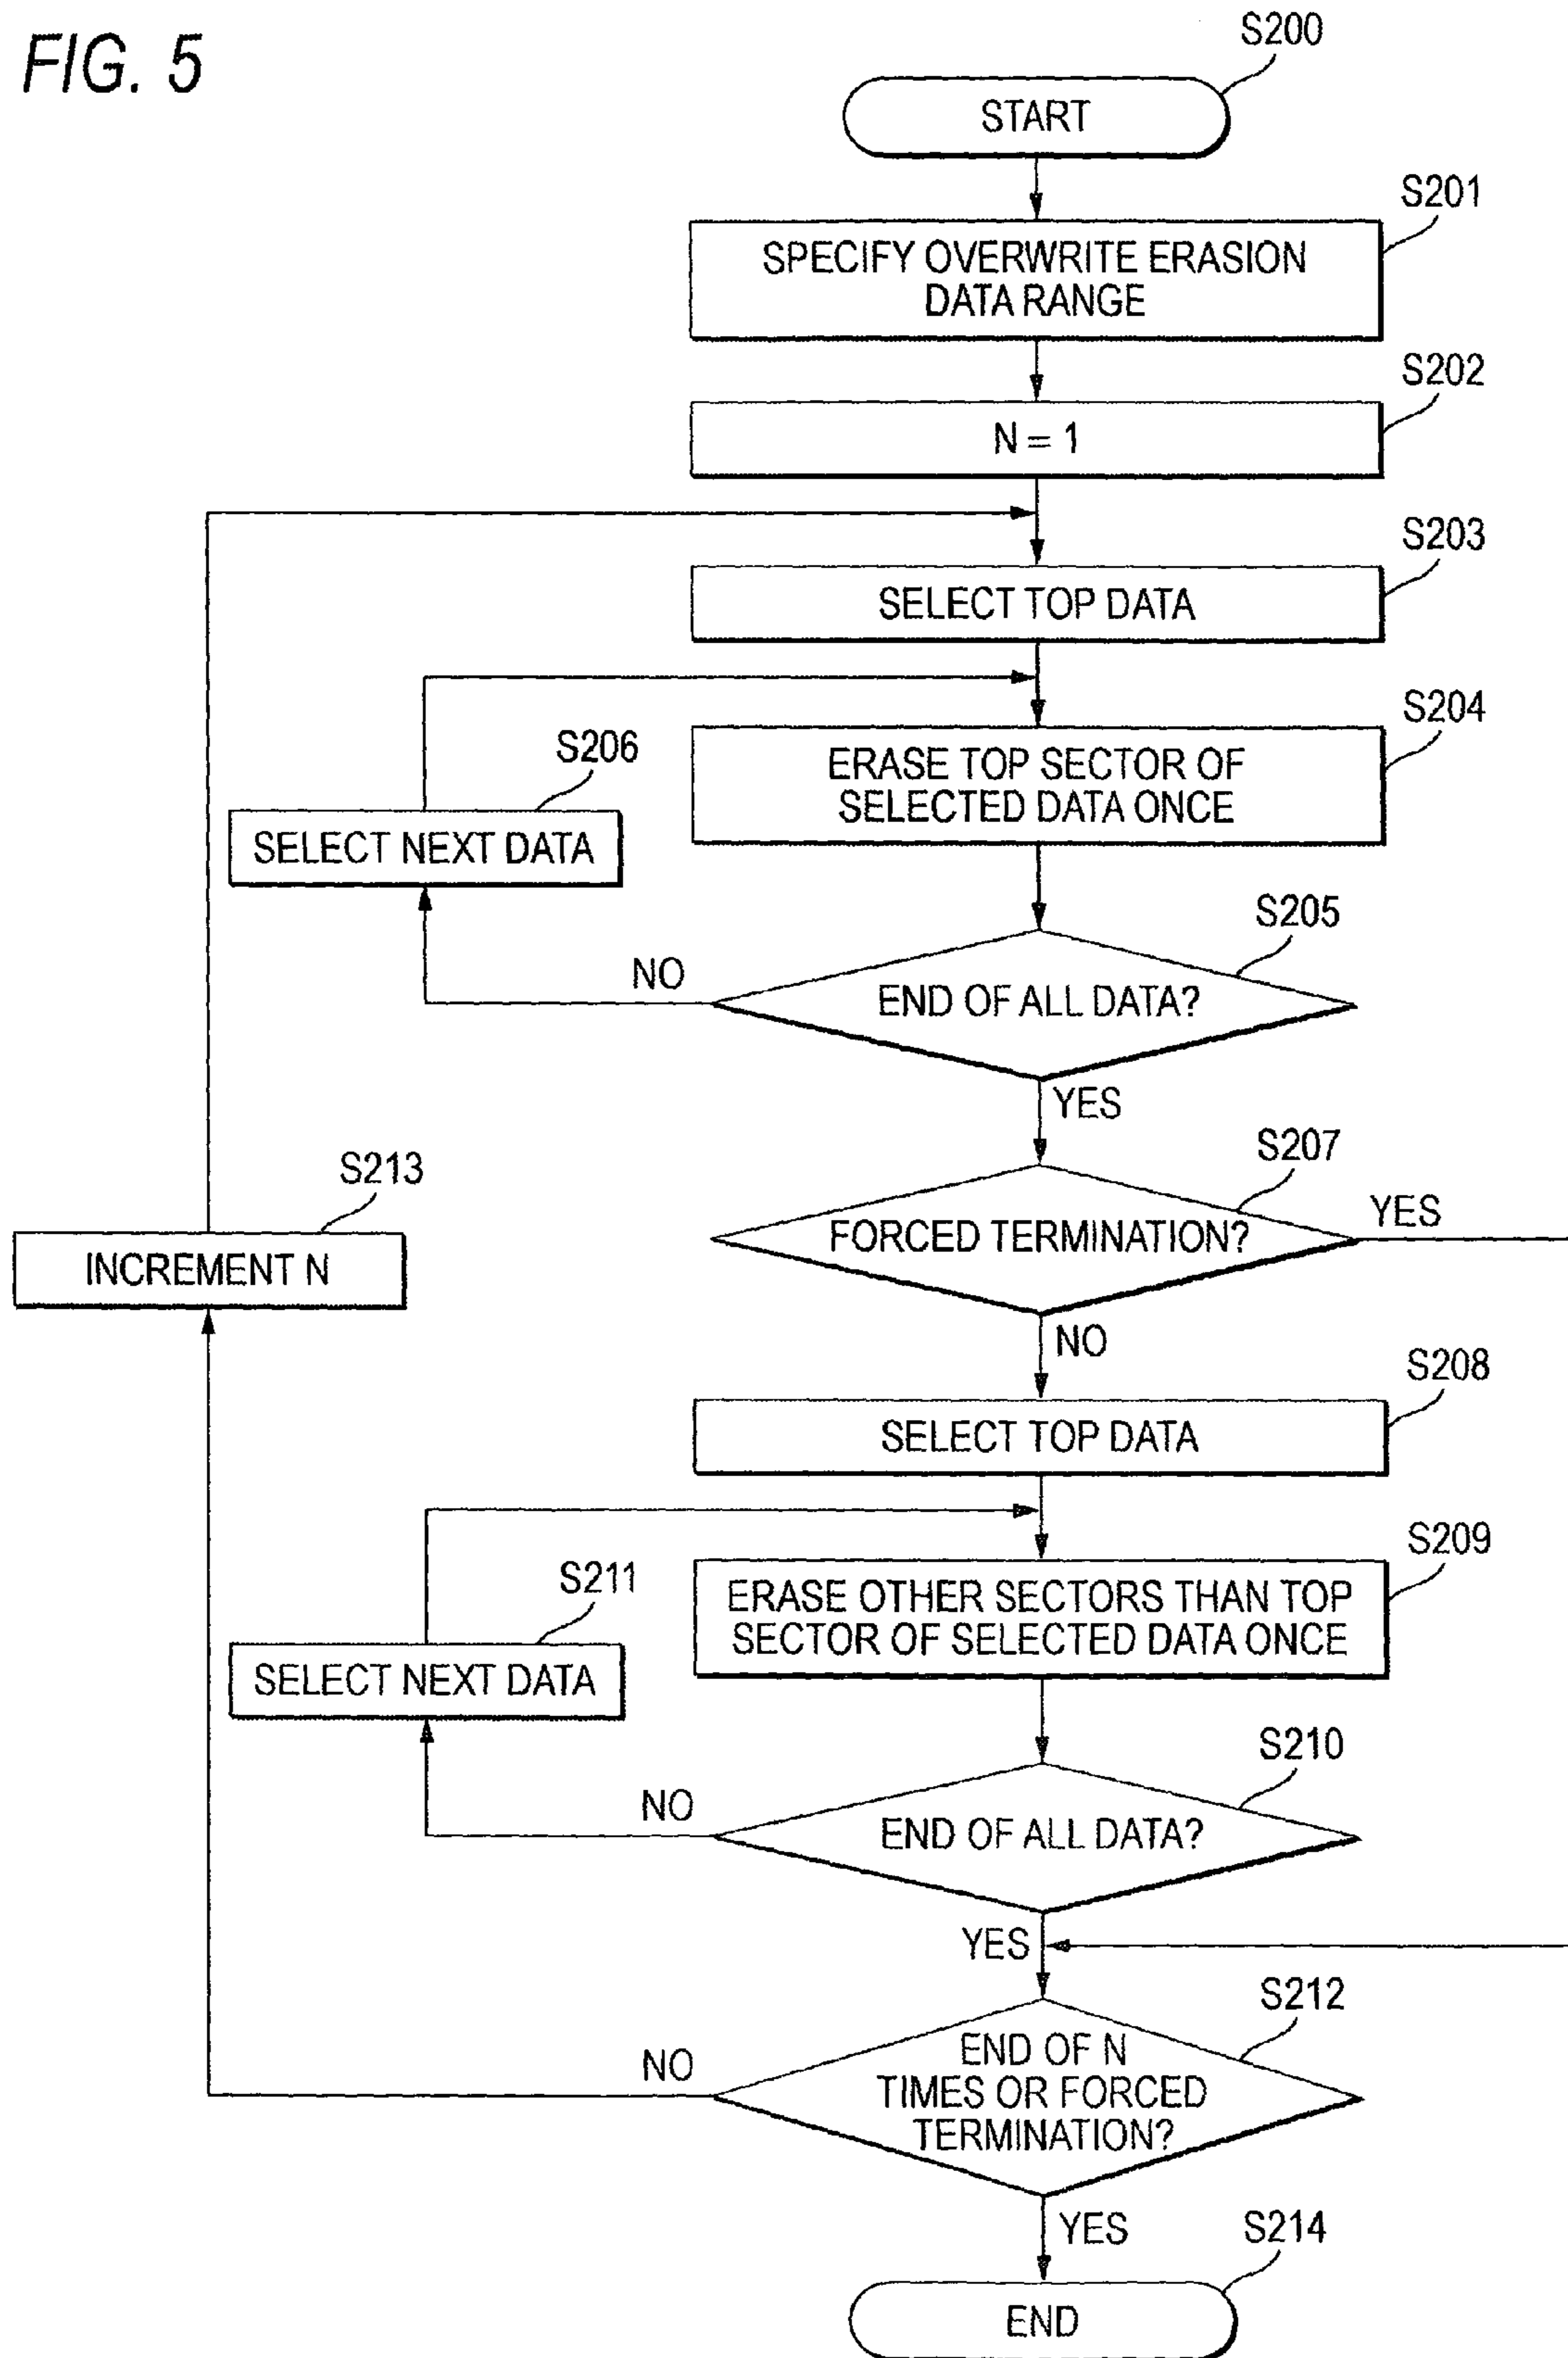 FIG. 5
S200
START
S201
SPECIFY OVERWRITE ERASION
DATA RANGE
S202
N = 1
S203
SELECT TOP DATA
S204
ERASE TOP SECTOR OF
SELECTED DATA ONCE
S206
SELECT NEXT DATA
S205
NO
END OF ALL DATA?
YES
S207
FORCED TERMINATION?
YES
S213
INCREMENT N
NO
S208
SELECT TOP DATA
S209
ERASE OTHER SECTORS THAN TOP
SECTOR OF SELECTED DATA ONCE
S211
SELECT NEXT DATA
S210
NO
END OF ALL DATA?
YES
S212
NO
END OF N
TIMES OR FORCED
TERMINATION?
YES
S214
END